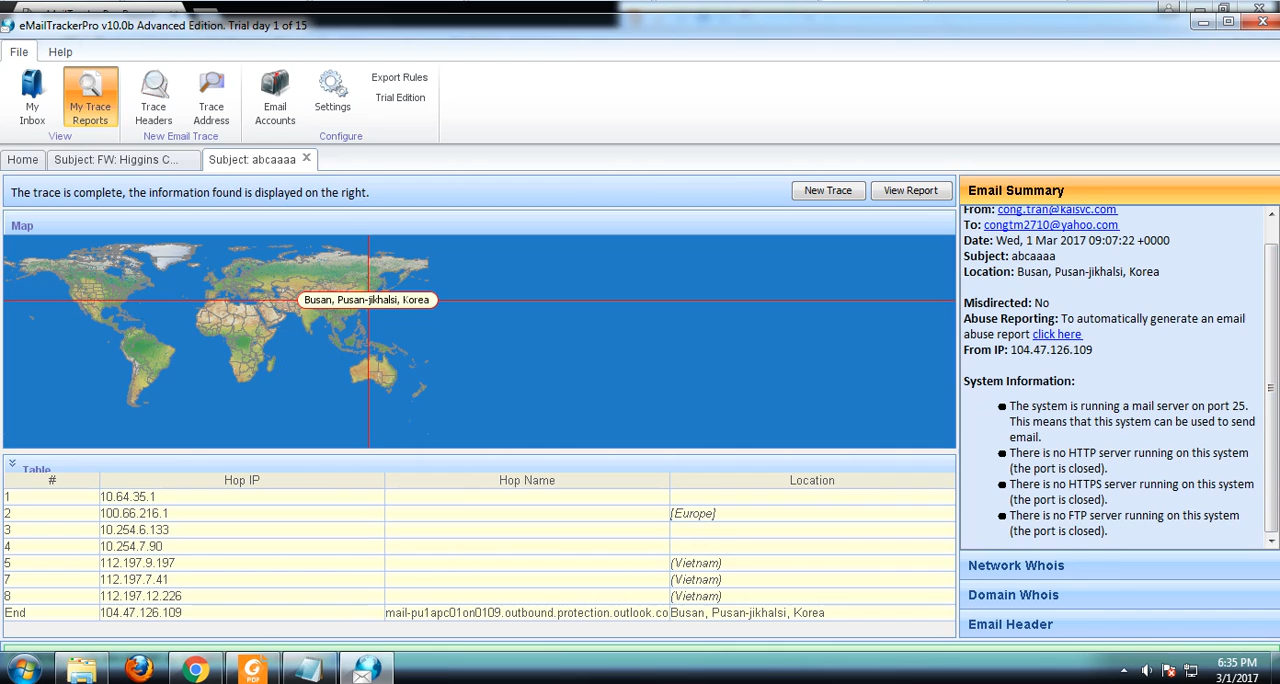 eMailTrackerPro v10.0b Advanced Edition. Trial day 1 of 15
File Help
My Inbox
My Trace Reports
Trace Headers
Trace Address
Email Accounts
Settings
Export Rules
Trial Edition
View
New Email Trace
Configure
Home
Subject: FW: Higgins C...
Subject: abcaaaa
The trace is complete, the information found is displayed on the right.
New Trace
View Report
Map
Busan, Pusan-jikhalsi, Korea
Table
# Hop IP Hop Name Location
1 10.64.35.1
2 100.66.216.1 [Europe]
3 10.254.6.133
4 10.254.7.90
5 112.197.9.197 (Vietnam)
7 112.197.7.41 (Vietnam)
8 112.197.12.226 (Vietnam)
End 104.47.126.109 mail-pu1apc01on0109.outbound.protection.outlook.co Busan, Pusan-jikhalsi, Korea
Email Summary
From: cong.tran@kaisvc.com
To: congtm2710@yahoo.com
Date: Wed, 1 Mar 2017 09:07:22 +0000
Subject: abcaaaa
Location: Busan, Pusan-jikhalsi, Korea
Misdirected: No
Abuse Reporting: To automatically generate an email
abuse report click here
From IP: 104.47.126.109
System Information:
The system is running a mail server on port 25.
This means that this system can be used to send
email.
There is no HTTP server running on this system
(the port is closed).
There is no HTTPS server running on this system
(the port is closed).
There is no FTP server running on this system
(the port is closed).
Network Whois
Domain Whois
Email Header
PDF
6:35 PM
3/1/2017